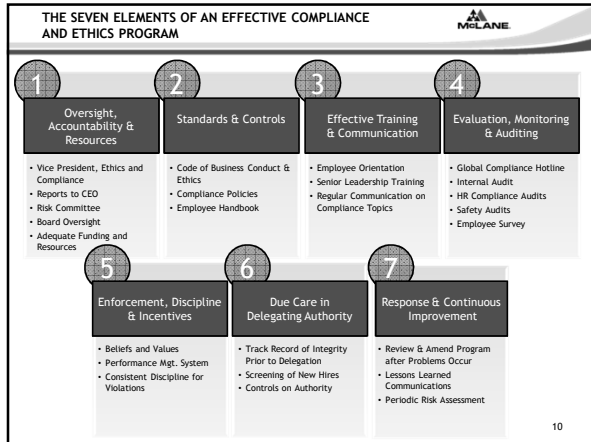 THE SEVEN ELEMENTS OF AN EFFECTIVE COMPLIANCE
AND ETHICS PROGRAM
McLANE.
1
Oversight,
Accountability &
Resources
• Vice President, Ethics and
Compliance
• Reports to CEO
• Risk Committee
• Board Oversight
• Adequate Funding and
Resources
2
Standards & Controls
• Code of Business Conduct &
Ethics
• Compliance Policies
• Employee Handbook
3
Effective Training
& Communication
• Employee Orientation
• Senior Leadership Training
• Regular Communication on
Compliance Topics
4
Evaluation, Monitoring
& Auditing
• Global Compliance Hotline
• Internal Audit
• HR Compliance Audits
• Safety Audits
• Employee Survey
5
Enforcement, Discipline
& Incentives
• Beliefs and Values
• Performance Mgt. System
• Consistent Discipline for
Violations
6
Due Care in
Delegating Authority
• Track Record of Integrity
Prior to Delegation
• Screening of New Hires
• Controls on Authority
7
Response & Continuous
Improvement
• Review & Amend Program
after Problems Occur
• Lessons Learned
Communications
• Periodic Risk Assessment
10